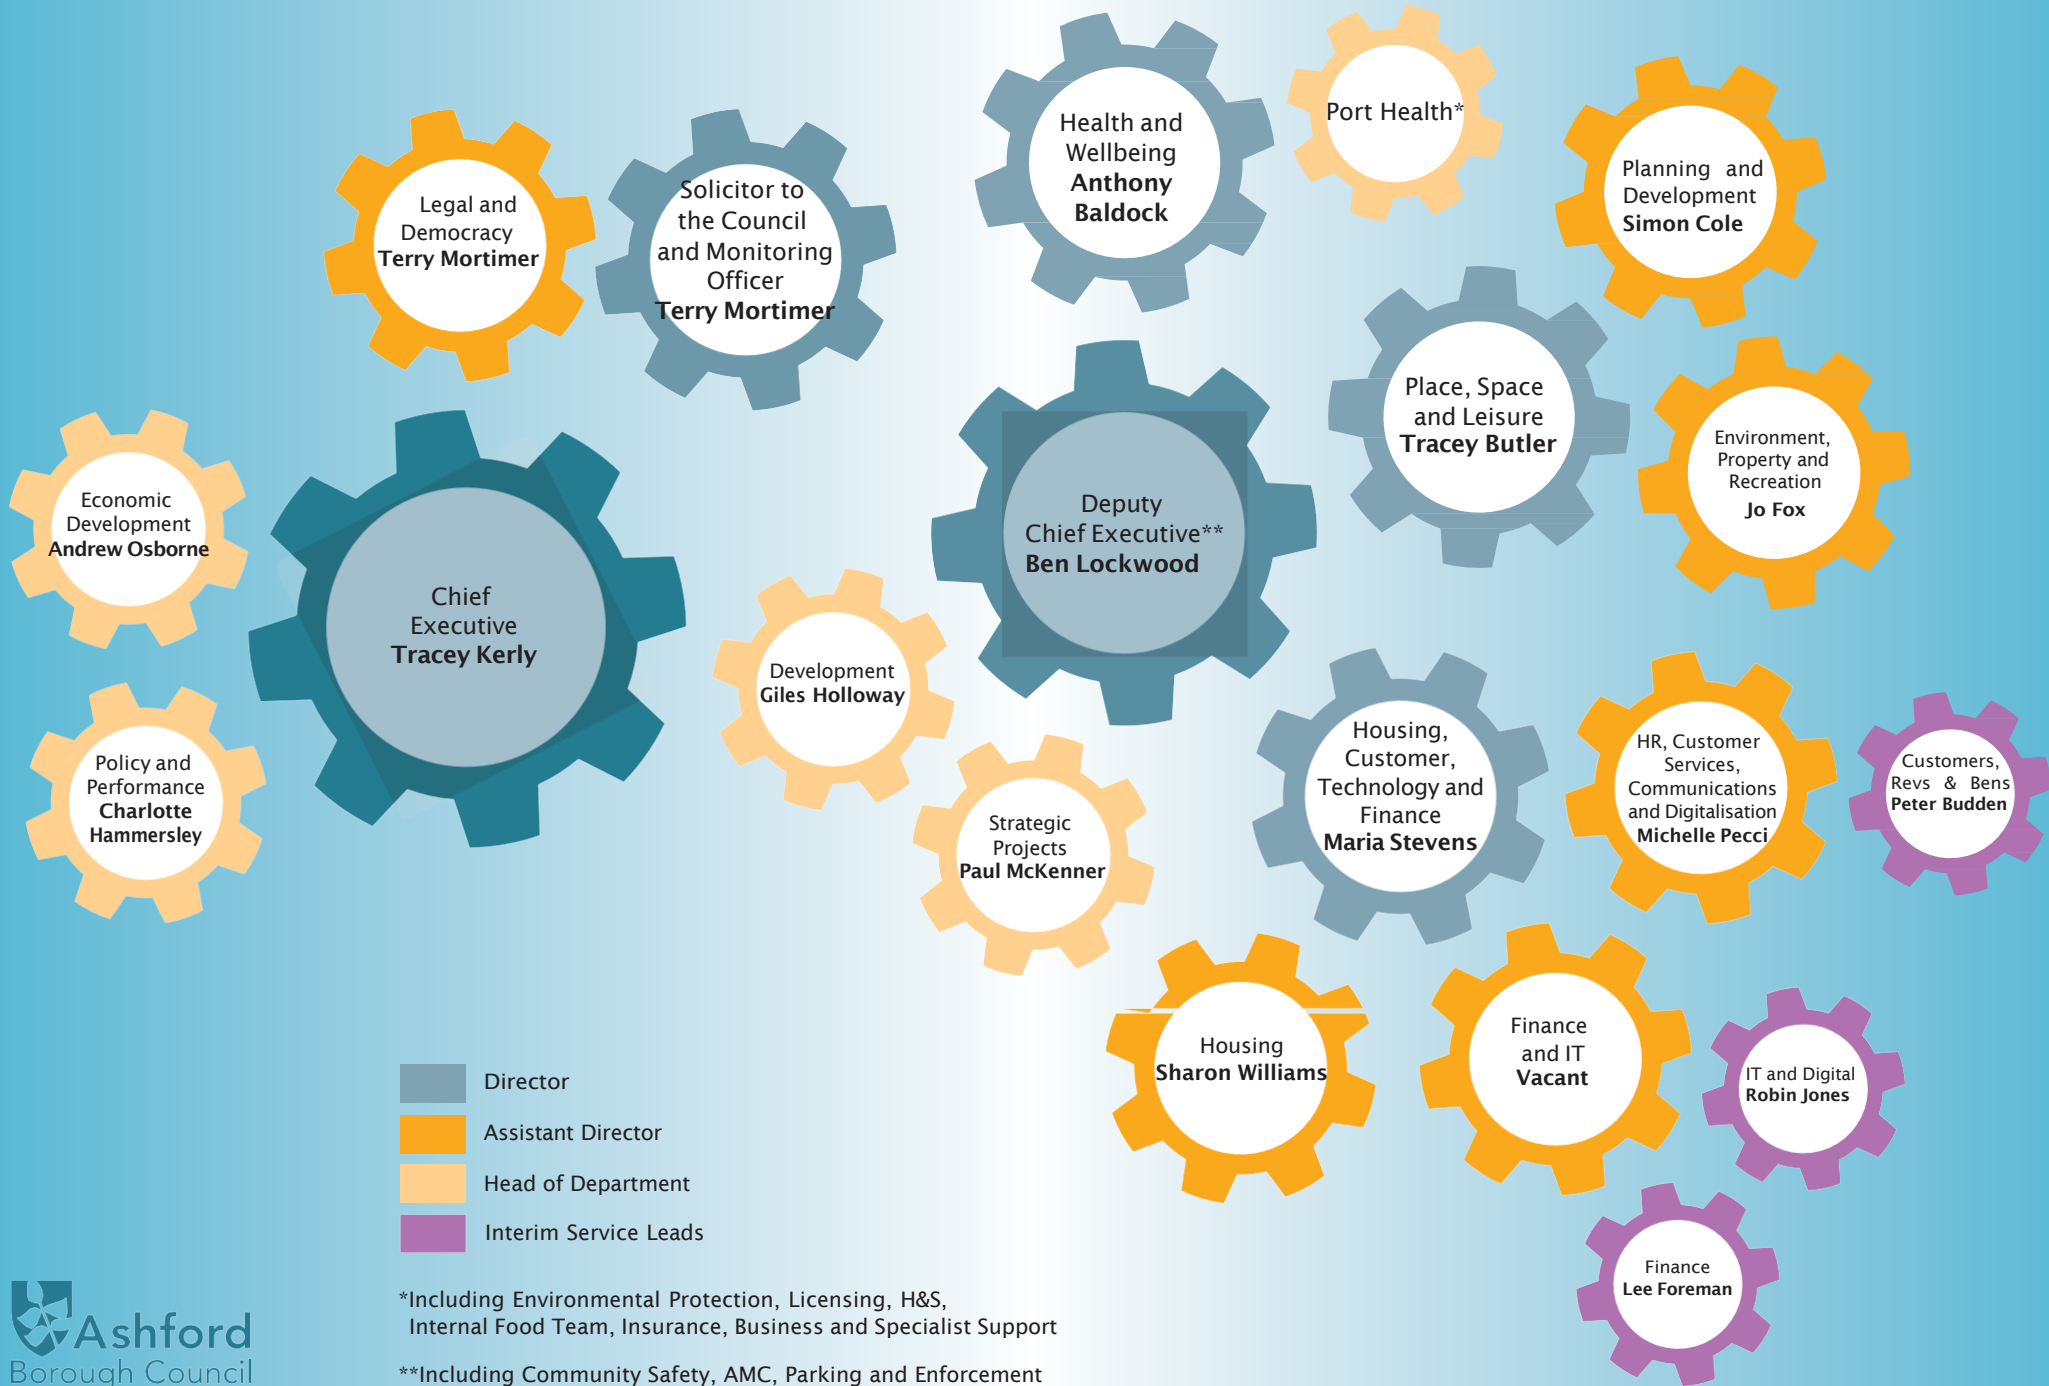 Health and
Wellbeing
Anthony
Baldock
Port Health*
Planning and
Development
Simon Cole
Legal and
Democracy
Terry Mortimer
Solicitor to
the Council
and Monitoring
Officer
Terry Mortimer
Place, Space
and Leisure
Tracey Butler
Environment,
Property and
Recreation
Jo Fox
Economic
Development
Andrew Osborne
Chief
Executive
Tracey Kerly
Deputy
Chief Executive**
Ben Lockwood
Development
Giles Holloway
Policy and
Performance
Charlotte
Hammersley
Strategic
Projects
Paul McKenner
Housing,
Customer,
Technology and
Finance
Maria Stevens
HR, Customer
Services,
Communications
and Digitalisation
Michelle Pecci
Customers,
Revs & Bens
Peter Budden
Housing
Sharon Williams
Finance
and IT
Vacant
IT and Digital
Robin Jones
Finance
Lee Foreman
Director
Assistant Director
Head of Department
Interim Service Leads
*Including Environmental Protection, Licensing, H&S,
Internal Food Team, Insurance, Business and Specialist Support
**Including Community Safety, AMC, Parking and Enforcement
Ashford
Borough Council